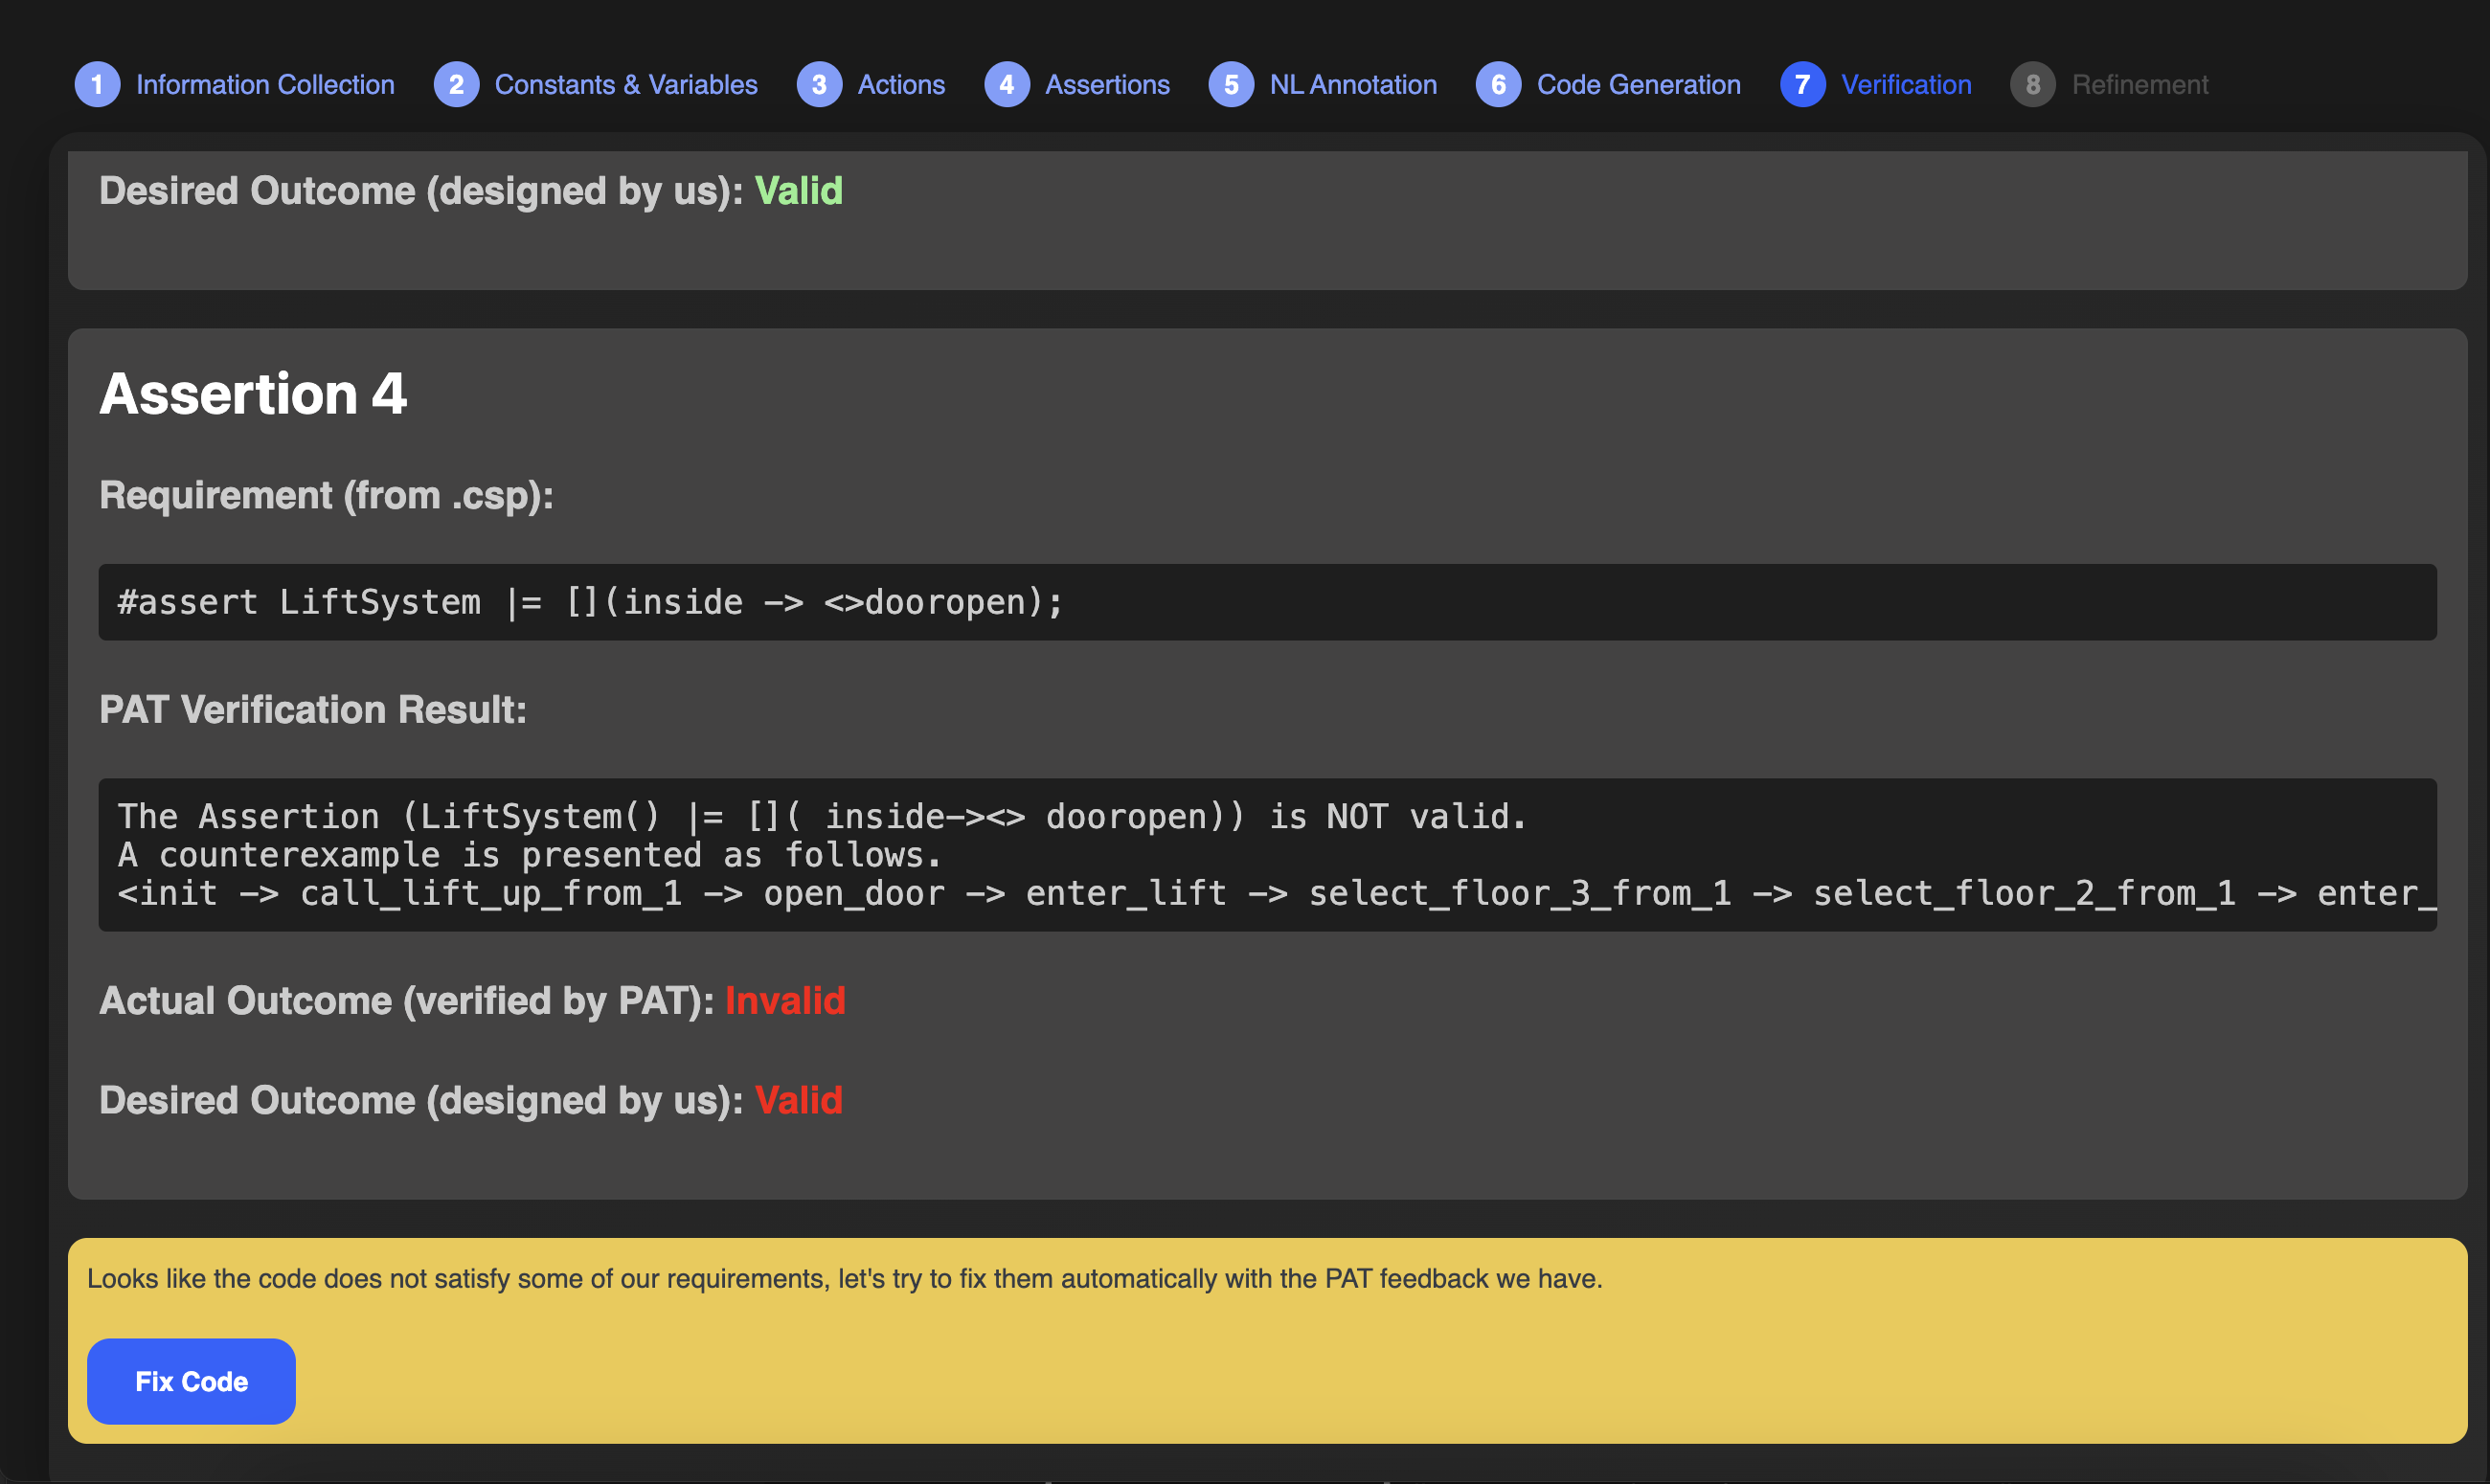 1 Information Collection 2 Constants & Variables 3 Actions 4 Assertions 5 NL Annotation 6 Code Generation 7 Verification 8 Refinement
Desired Outcome (designed by us): Valid
Assertion 4
Requirement (from .csp):
#assert LiftSystem |= [](inside -> <>dooropen);
PAT Verification Result:
The Assertion (LiftSystem() |= []( inside-><> dooropen)) is NOT valid.
A counterexample is presented as follows.
<init -> call_lift_up_from_1 -> open_door -> enter_lift -> select_floor_3_from_1 -> select_floor_2_from_1 -> enter_
Actual Outcome (verified by PAT): Invalid
Desired Outcome (designed by us): Valid
Looks like the code does not satisfy some of our requirements, let's try to fix them automatically with the PAT feedback we have.
Fix Code